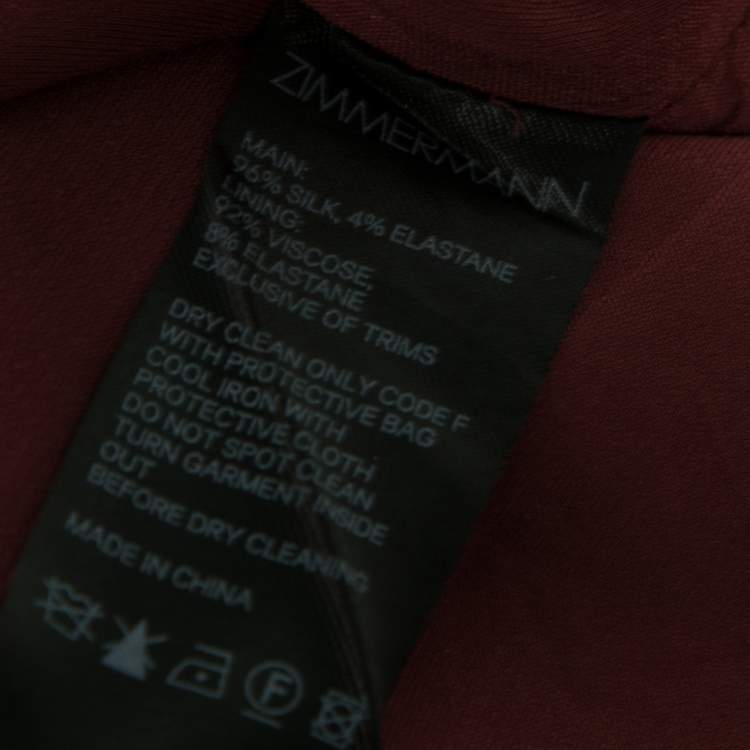 ZIMMERMANN
MAIN:
96% SILK, 4% ELASTANE
LINING:
92% VISCOSE,
8% ELASTANE
EXCLUSIVE OF TRIMS
DRY CLEAN ONLY CODE F
WITH PROTECTIVE BAG
COOL IRON WITH
PROTECTIVE CLOTH
DO NOT SPOT CLEAN
TURN GARMENT INSIDE
OUT
BEFORE DRY CLEANING
MADE IN CHINA
F